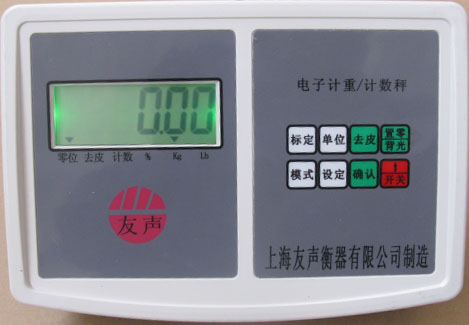 0.00
零位 去皮 计数 % Kg Lb
友声
电子计重/计数秤
标定 单位 去皮 置零 背光
模式 设定 确认 开关
上海友声衡器有限公司制造